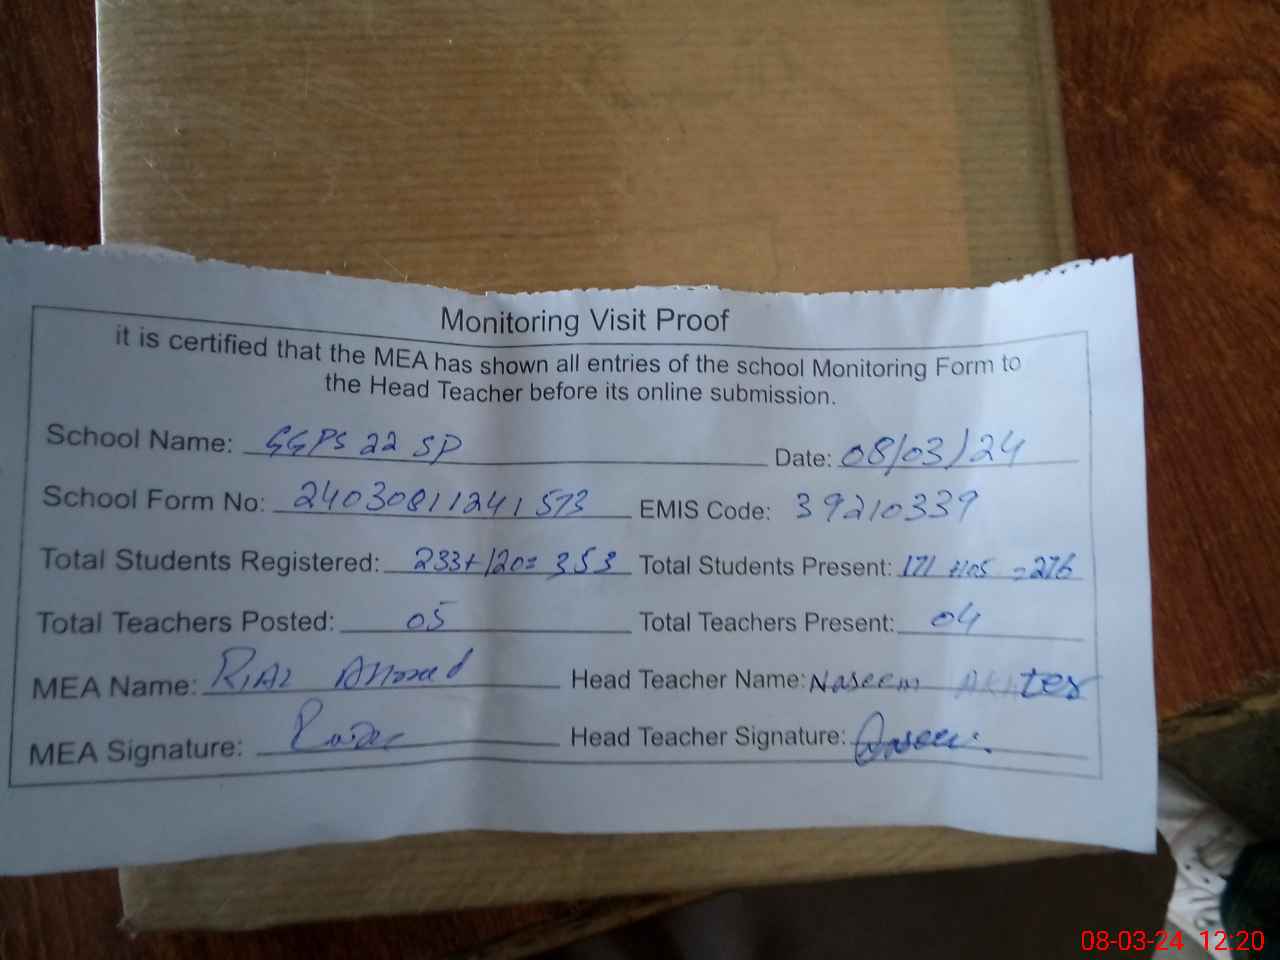 Monitoring Visit Proof
it is certified that the MEA has shown all entries of the school Monitoring Form to
the Head Teacher before its online submission.
School Name: GGPS 22 SP Date: 08/03/24
School Form No: 24030811241573 EMIS Code: 39210339
Total Students Registered: 233+120=353 Total Students Present: 171+105=276
Total Teachers Posted: 05 Total Teachers Present: 04
MEA Name: Riaz Ahmed Head Teacher Name: Naseem Akhter
MEA Signature: Head Teacher Signature: Naseem
08-03-24 12:20